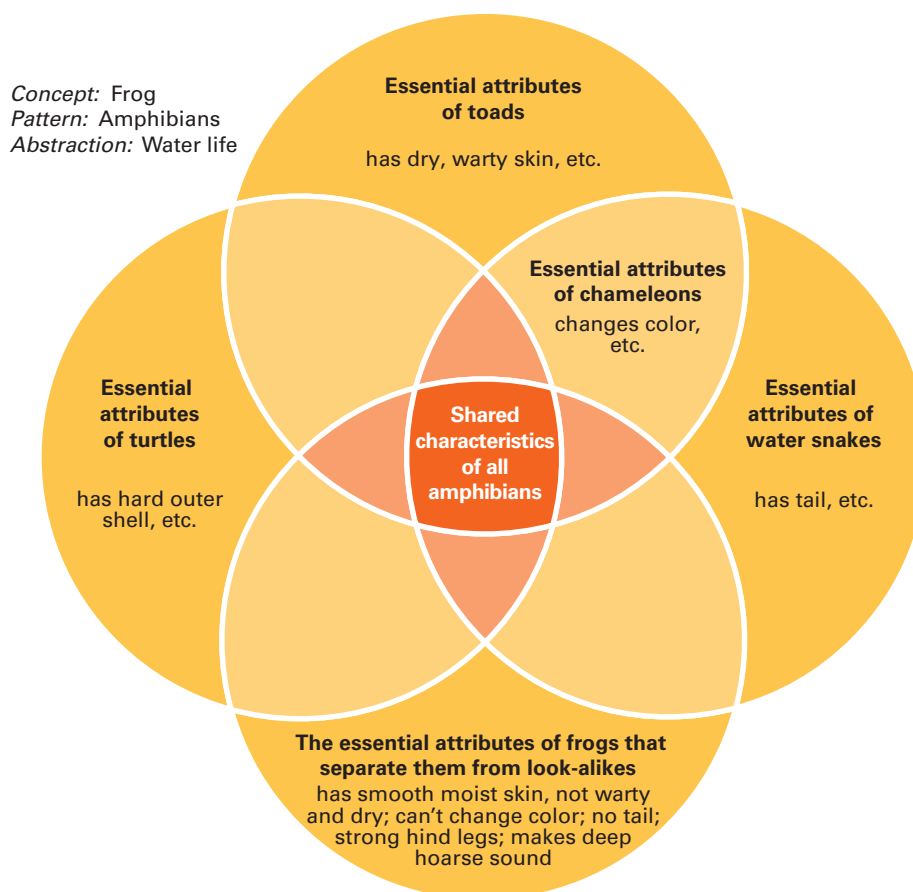 Concept: Frog
Pattern: Amphibians
Abstraction: Water life
Essential attributes
of toads
has dry, warty skin, etc.
Essential attributes
of chameleons
changes color,
etc.
Essential
attributes
of turtles
has hard outer
shell, etc.
Shared
characteristics
of all
amphibians
Essential
attributes of
water snakes
has tail, etc.
The essential attributes of frogs that
separate them from look-alikes
has smooth moist skin, not warty
and dry; can't change color; no tail;
strong hind legs; makes deep
hoarse sound